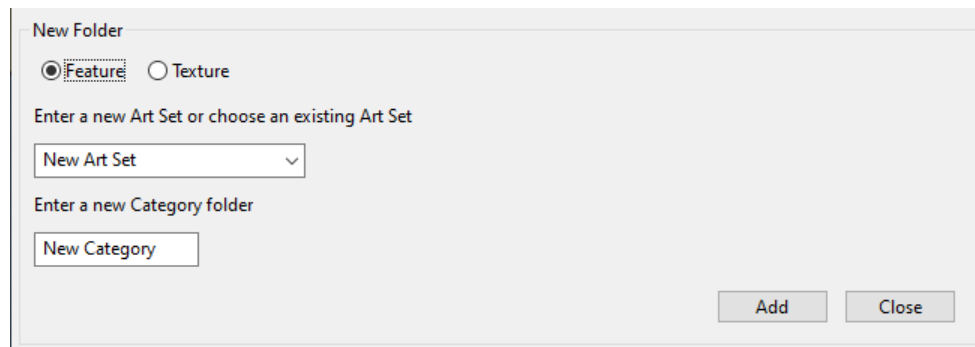 New Folder
Feature Texture
Enter a new Art Set or choose an existing Art Set
New Art Set
Enter a new Category folder
New Category
Add Close